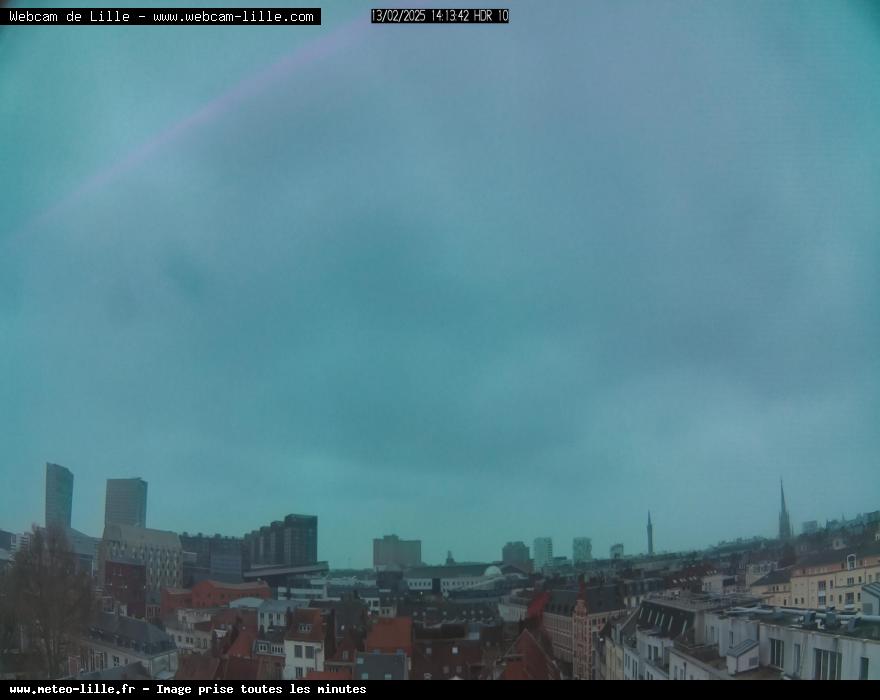 Webcam de Lille - www.webcam-lille.com
13/02/2025 14:13:42 HDR 10
www.meteo-lille.fr - Image prise toutes les minutes